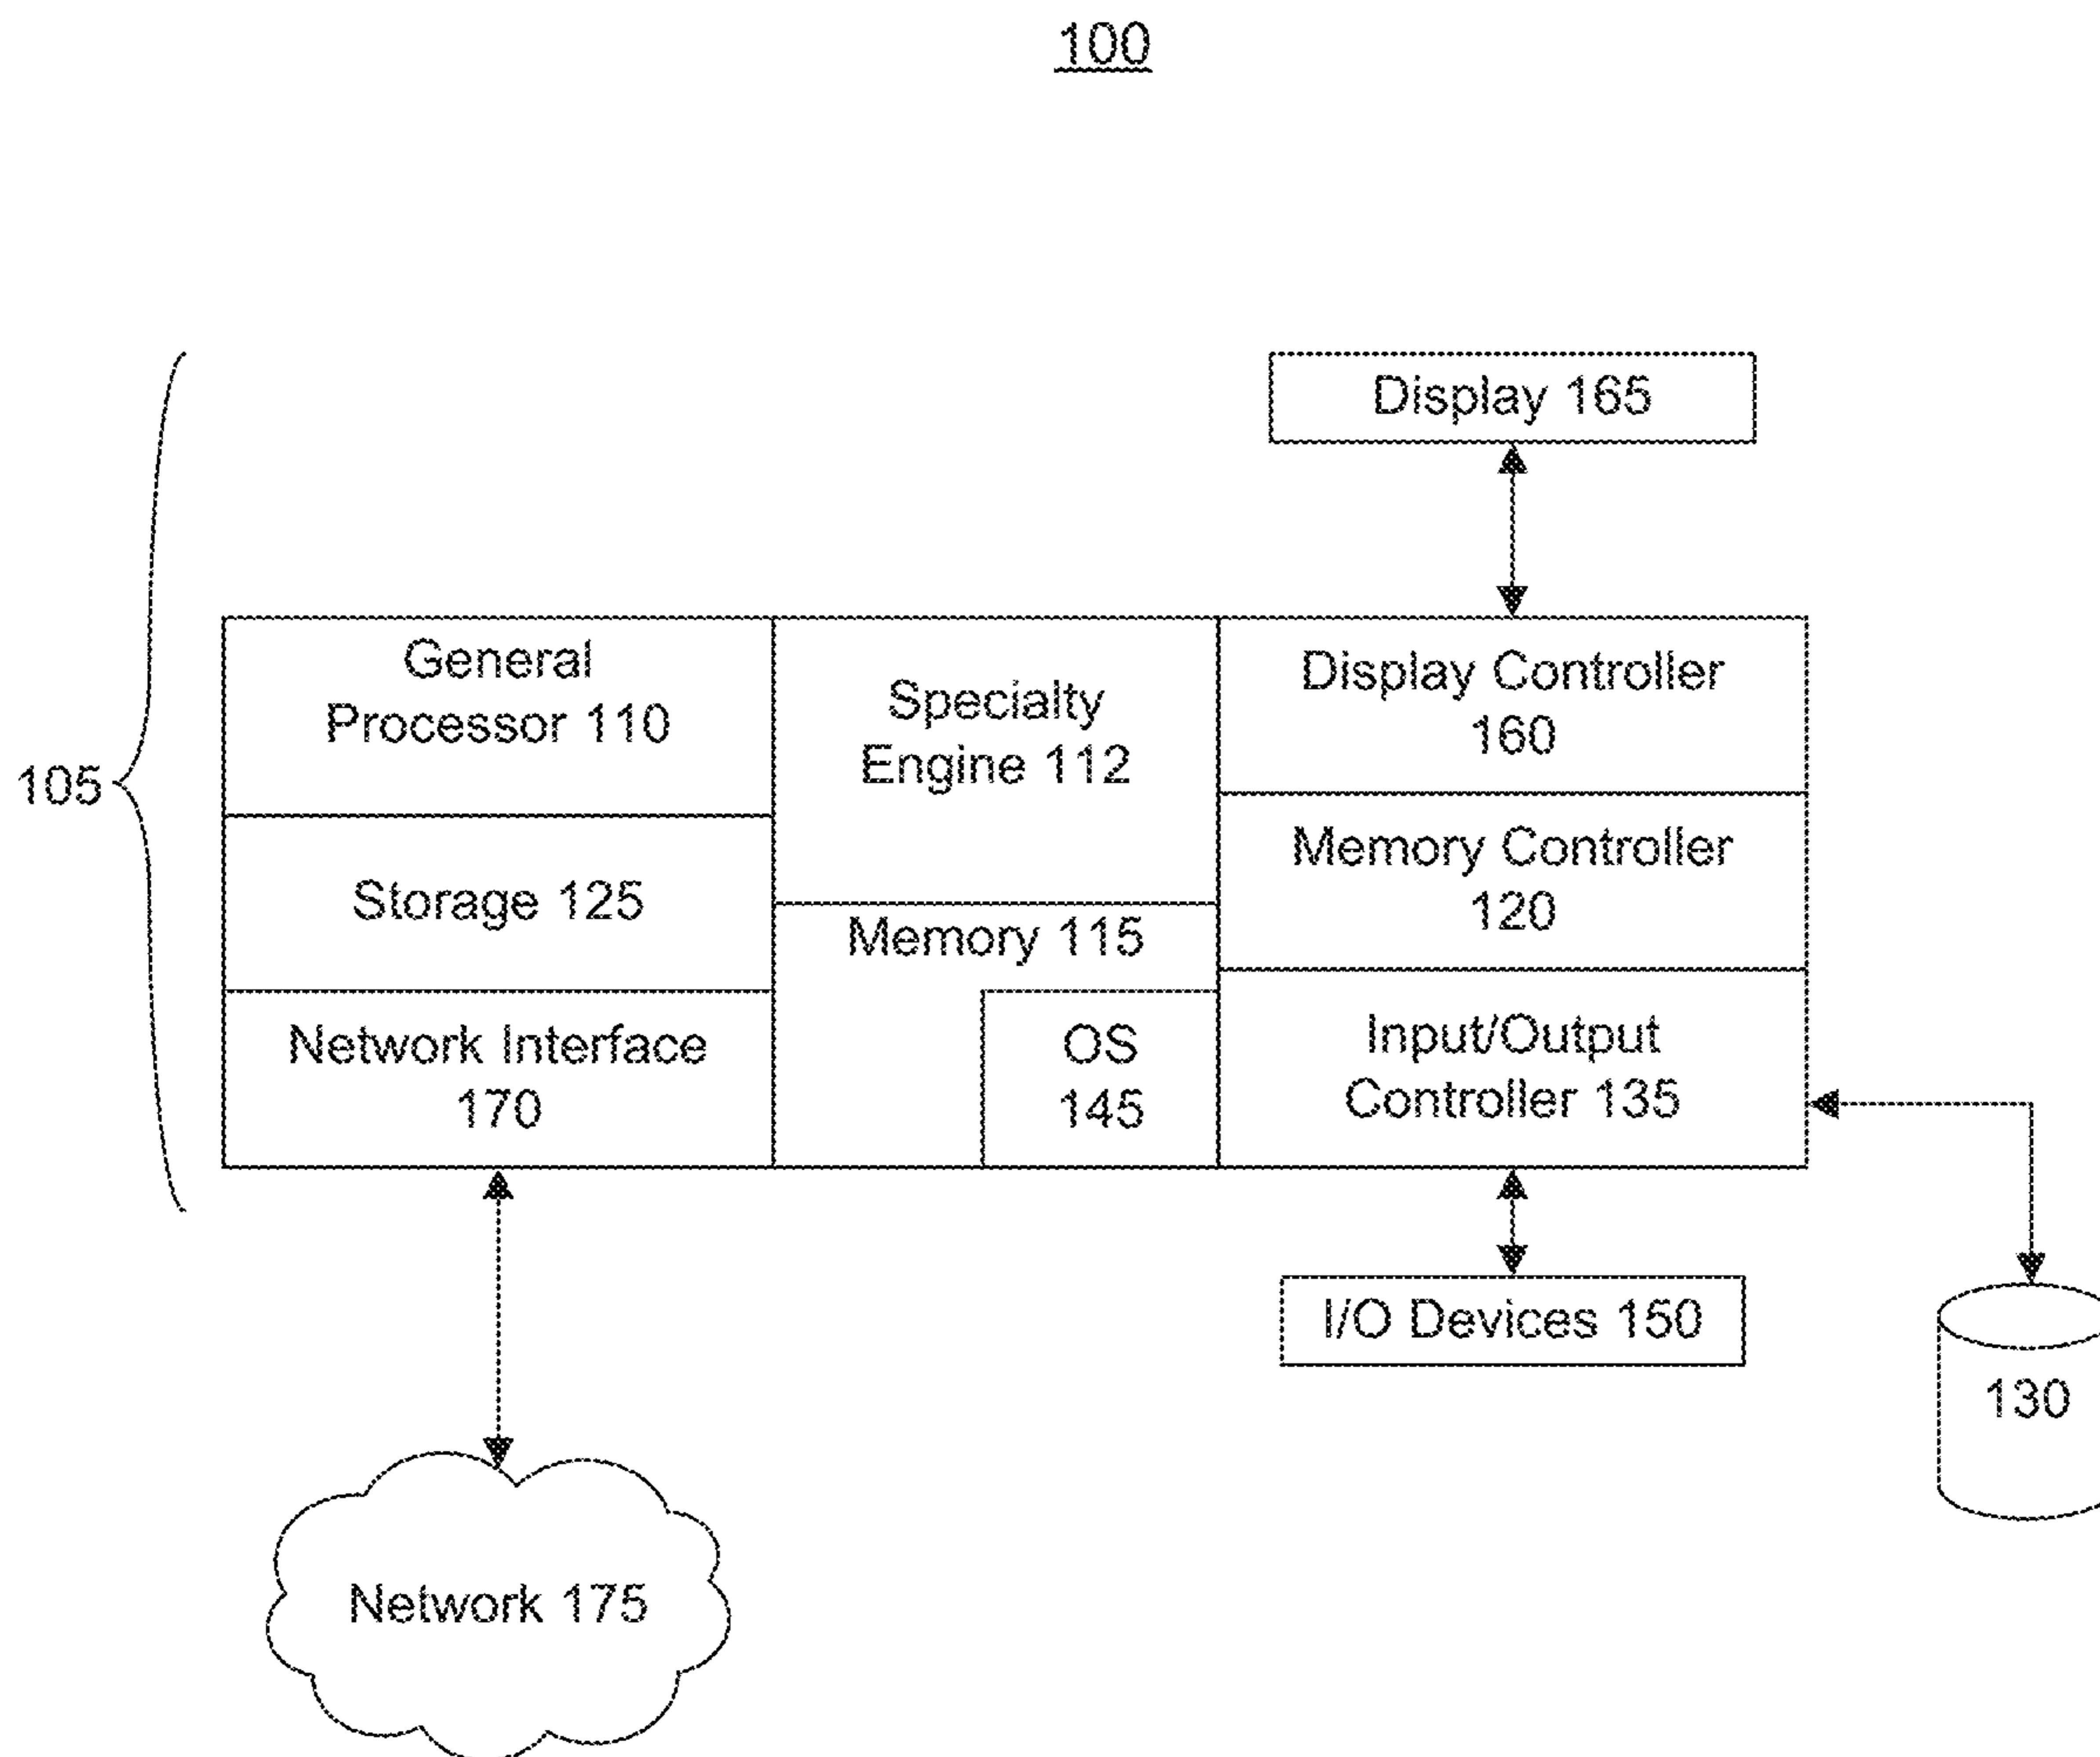 100
Display 165
105
General
Processor 110
Specialty
Engine 112
Display Controller
160
Storage 125
Memory Controller
120
Memory 115
Network Interface
170
OS
145
Input/Output
Controller 135
I/O Devices 150
130
Network 175